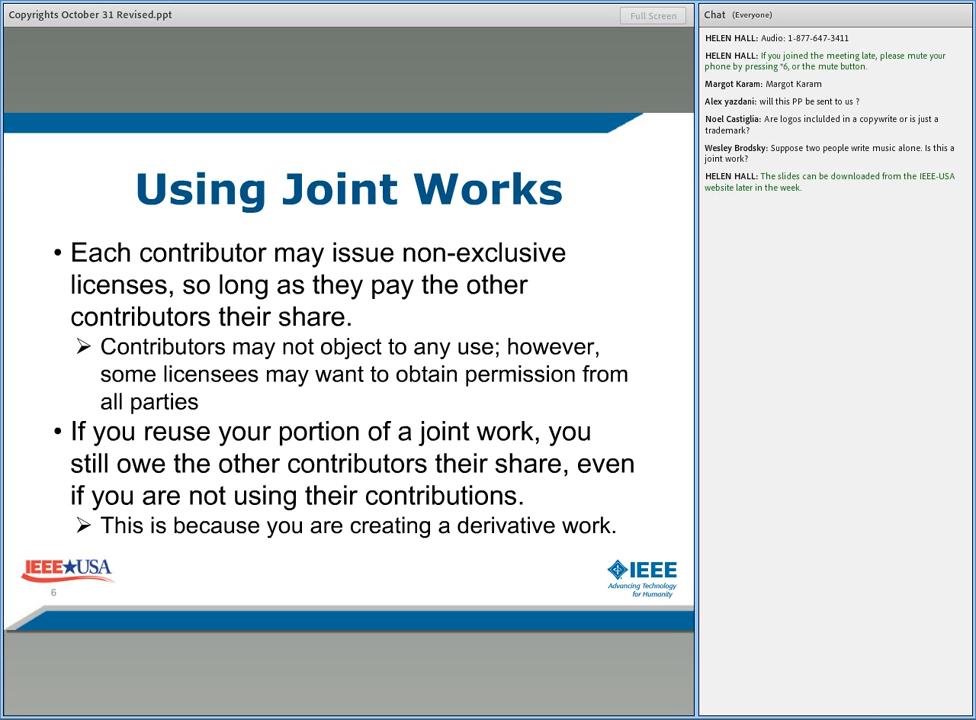 Copyrights October 31 Revised.ppt
Full Screen
Using Joint Works
• Each contributor may issue non-exclusive
licenses, so long as they pay the other
contributors their share.
➢ Contributors may not object to any use; however,
some licensees may want to obtain permission from
all parties
• If you reuse your portion of a joint work, you
still owe the other contributors their share, even
if you are not using their contributions.
➢ This is because you are creating a derivative work.
IEEE★USA
6
IEEE
Advancing Technology
for Humanity
Chat (Everyone)
HELEN HALL: Audio: 1-877-647-3411
HELEN HALL: If you joined the meeting late, please mute your
phone by pressing *6, or the mute button.
Margot Karam: Margot Karam
Alex yazdani: will this PP be sent to us ?
Noel Castiglia: Are logos inclulded in a copywrite or is just a
trademark?
Wesley Brodsky: Suppose two people write music alone. Is this a
joint work?
HELEN HALL: The slides can be downloaded from the IEEE-USA
website later in the week.